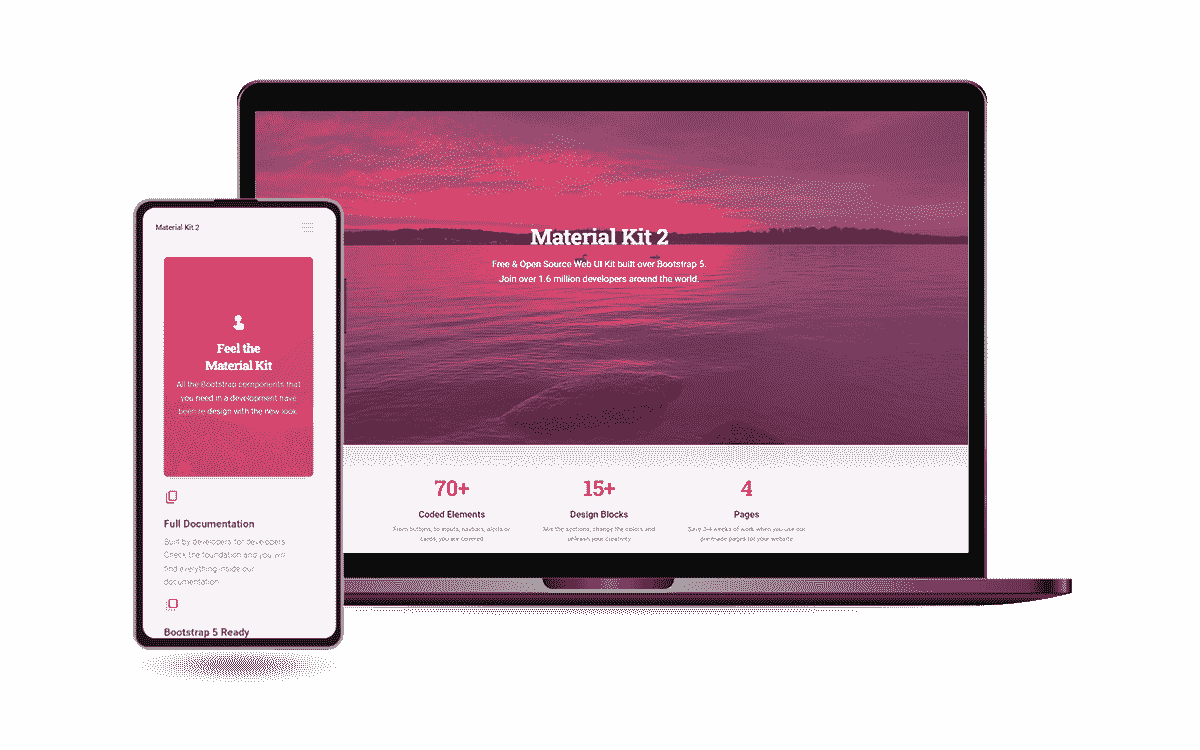 Material Kit 2
Free & Open Source Web UI Kit built over Bootstrap 5.
Join over 1.6 million developers around the world.
70+
Coded Elements
From buttons, to inputs, navbars, alerts or
cards, you are covered
15+
Design Blocks
Mix the sections, change the colors and
unleash your creativity
4
Pages
Save 3-4 weeks of work when you use our
pre-made pages for your website
Material Kit 2
Feel the
Material Kit
All the Bootstrap components that
you need in a development have
been re-design with the new look.
Full Documentation
Built by developers for developers.
Check the foundation and you will
find everything inside our
documentation.
Bootstrap 5 Ready